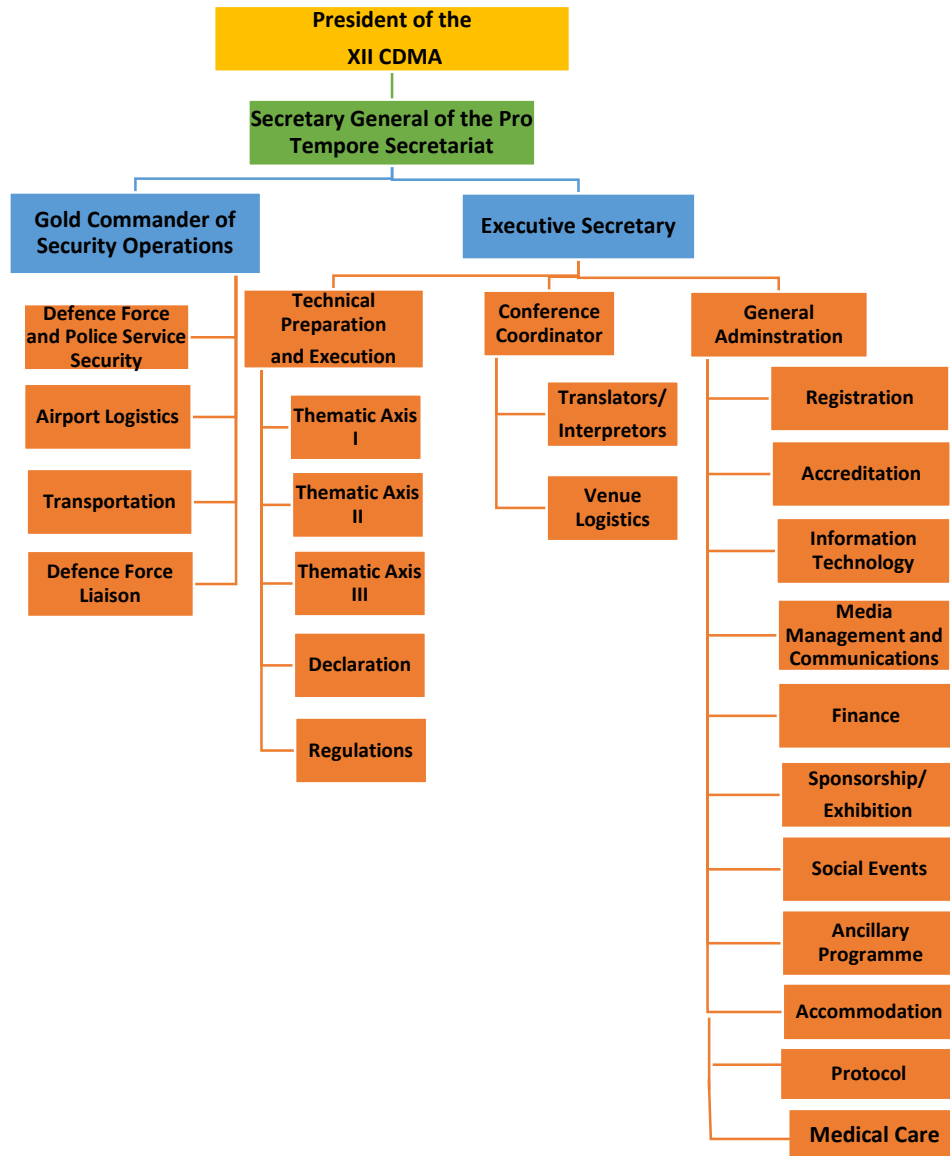 President of the
XII CDMA
Secretary General of the Pro
Tempore Secretariat
Gold Commander of
Security Operations
Executive Secretary
Defence Force
and Police Service
Security
Airport Logistics
Transportation
Defence Force
Liaison
Technical
Preparation
and Execution
Thematic Axis
I
Thematic Axis
II
Thematic Axis
III
Declaration
Regulations
Conference
Coordinator
Translators/
Interpretors
Venue
Logistics
General
Adminstration
Registration
Accreditation
Information
Technology
Media
Management and
Communications
Finance
Sponsorship/
Exhibition
Social Events
Ancillary
Programme
Accommodation
Protocol
Medical Care